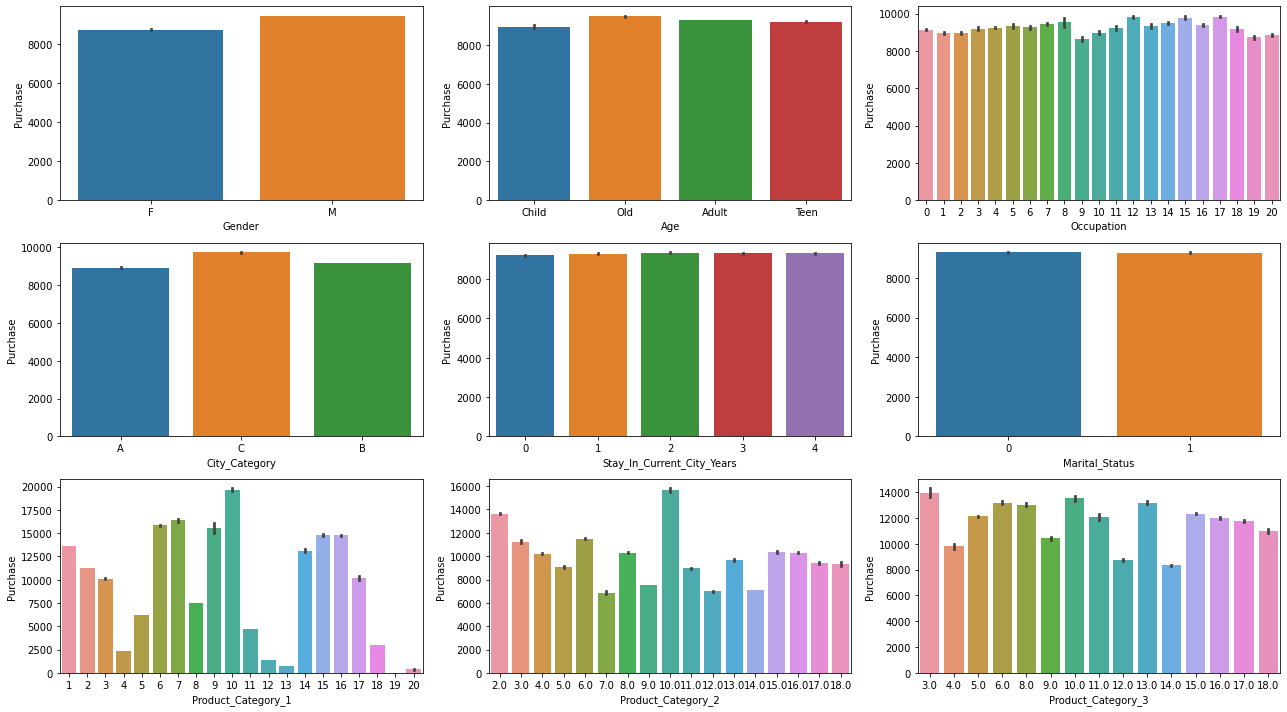 Purchase
8000
6000
4000
2000
0
F M
Gender
Purchase
8000
6000
4000
2000
0
Child Old Adult Teen
Age
Purchase
10000
8000
6000
4000
2000
0
0 1 2 3 4 5 6 7 8 9 10 11 12 13 14 15 16 17 18 19 20
Occupation
Purchase
10000
8000
6000
4000
2000
0
A C B
City_Category
Purchase
8000
6000
4000
2000
0
0 1 2 3 4
Stay_In_Current_City_Years
Purchase
8000
6000
4000
2000
0
0 1
Marital_Status
Purchase
20000
17500
15000
12500
10000
7500
5000
2500
0
1 2 3 4 5 6 7 8 9 10 11 12 13 14 15 16 17 18 19 20
Product_Category_1
Purchase
16000
14000
12000
10000
8000
6000
4000
2000
0
2.0 3.0 4.0 5.0 6.0 7.0 8.0 9.0 10.0 11.0 12.0 13.0 14.0 15.0 16.0 17.0 18.0
Product_Category_2
Purchase
14000
12000
10000
8000
6000
4000
2000
0
3.0 4.0 5.0 6.0 8.0 9.0 10.0 11.0 12.0 13.0 14.0 15.0 16.0 17.0 18.0
Product_Category_3